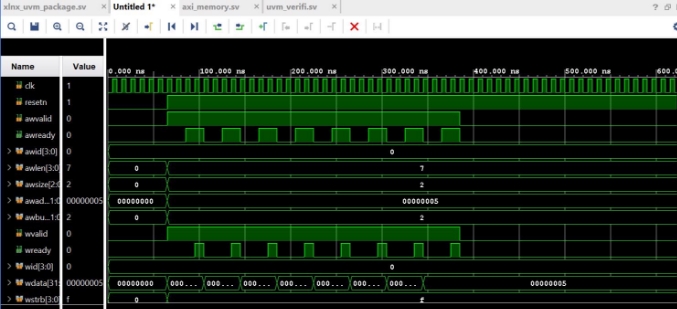 xlnx_uvm_package.sv × Untitled 1* × axi_memory.sv × uvm_verifi.sv ×
Name Value 0.000 ns 100.000 ns 200.000 ns 300.000 ns 400.000 ns 500.000 ns 600.
clk 1
resetn 1
awvalid 0
awready 0
awid[3:0] 0 0
awlen[3:0] 7 0 7
awsize[2:0 2 0 2
awad...1:0] 00000005 00000000 00000005
awbu...1:0] 2 0 2
wvalid 0
wready 0
wid[3:0] 0 0
wdata[31: 00000005 00000000 000... 000... 000... 000... 000... 000... 000... 00000005
wstrb[3:0] f 0 f